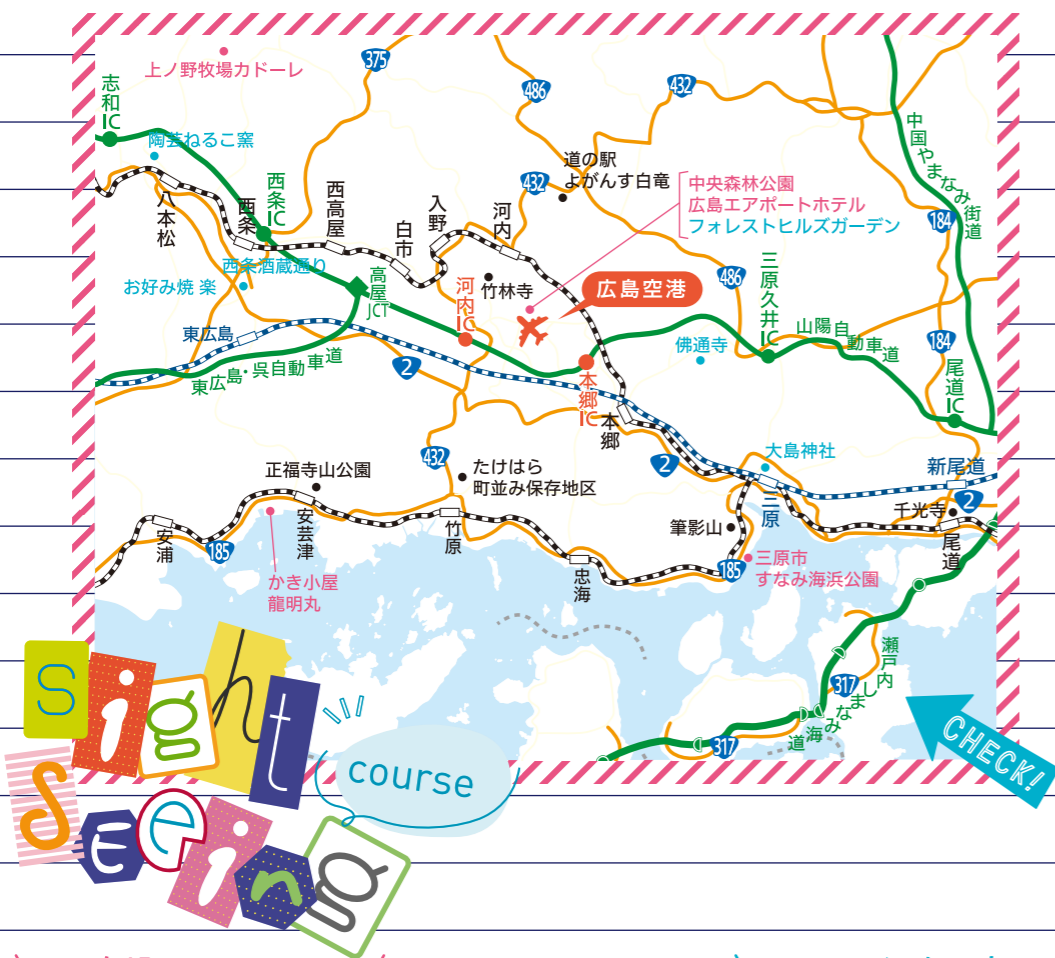 上ノ野牧場カドーレ
375
486
432
志和IC
陶芸ねるこ窯
中国やまなみ街道
道の駅
よがんす白竜
432
中央森林公園
広島エアポートホテル
フォレストヒルズガーデン
184
八本松
西条
西条IC
西高屋
白市
入野
河内
西条酒蔵通り
お好み焼 楽
高屋JCT
河内IC
竹林寺
広島空港
486
三原久井IC
山陽自動車道
184
東広島
東広島・呉自動車道
2
本郷IC
本郷
佛通寺
尾道IC
432
たけはら
町並み保存地区
2
大島神社
新尾道
正福寺山公園
安浦
185
安芸津
竹原
忠海
筆影山
三原
千光寺
2
尾道
185
三原市
すなみ海浜公園
かき小屋
龍明丸
瀬戸内しまなみ海道
317
317
CHECK!
Sight
SEEing
course